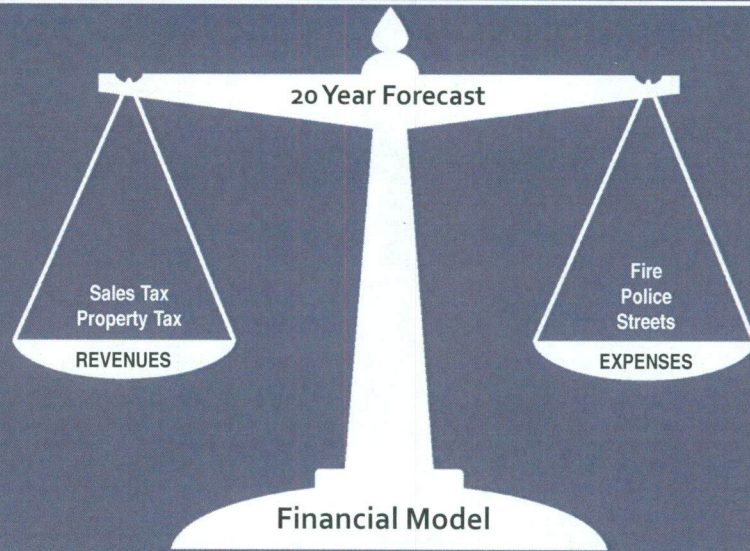 20 Year Forecast
Sales Tax
Property Tax
REVENUES
Fire
Police
Streets
EXPENSES
Financial Model